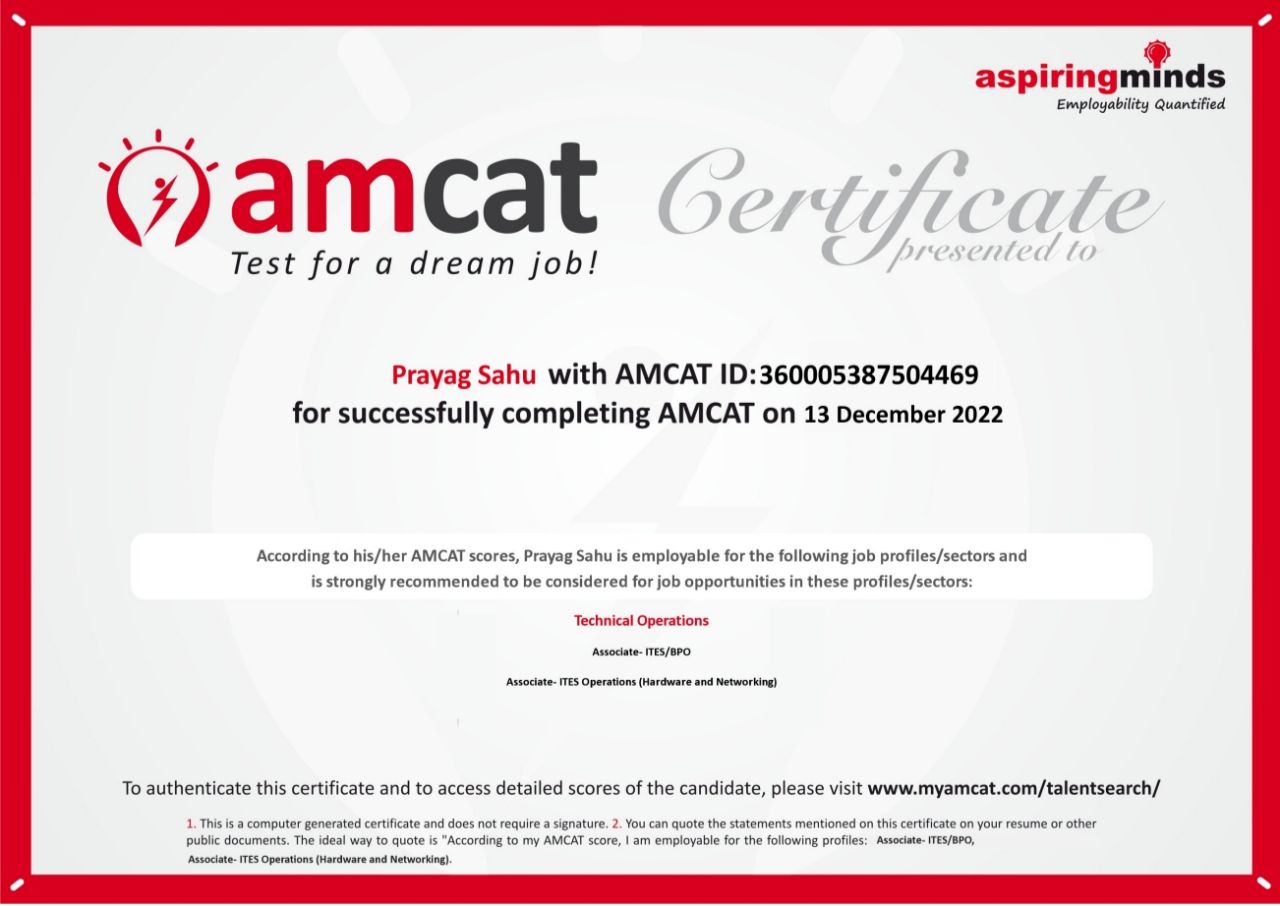 aspiringminds
Employability Quantified
amcat
Test for a dream job!
Certificate
presented to
Prayag Sahu with AMCAT ID:360005387504469
for successfully completing AMCAT on 13 December 2022
According to his/her AMCAT scores, Prayag Sahu is employable for the following job profiles/sectors and
is strongly recommended to be considered for job opportunities in these profiles/sectors:
Technical Operations
Associate- ITES/BPO
Associate- ITES Operations (Hardware and Networking)
To authenticate this certificate and to access detailed scores of the candidate, please visit www.myamcat.com/talentsearch/
1. This is a computer generated certificate and does not require a signature. 2. You can quote the statements mentioned on this certificate on your resume or other
public documents. The ideal way to quote is "According to my AMCAT score, I am employable for the following profiles: Associate- ITES/BPO,
Associate- ITES Operations (Hardware and Networking).